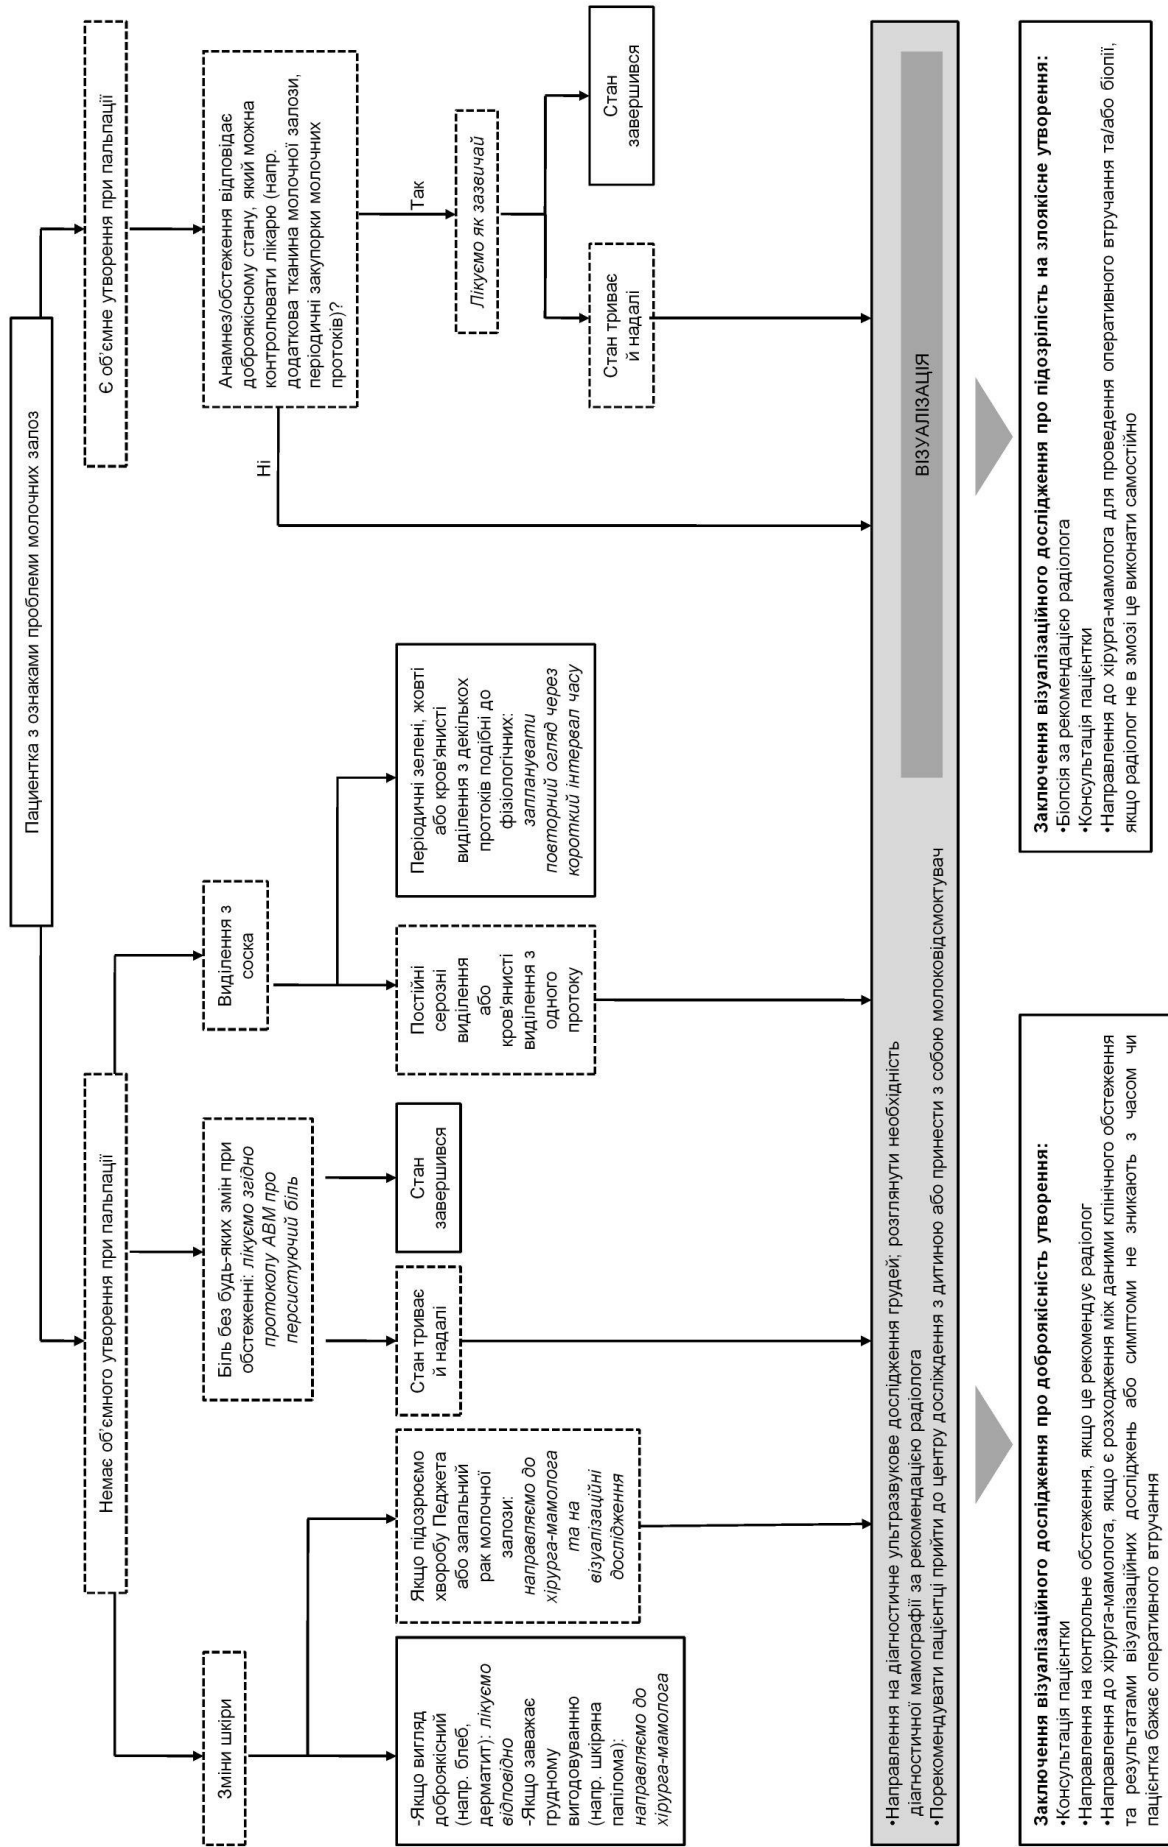 Пациентка з ознаками проблеми молочних залоз
Немає об'ємного утворення при пальпації
Є об'ємне утворення при пальпації
Зміни шкіри
Біль без будь-яких змін при
обстеженні: лікуємо згідно
протоколу АВМ про
персистуючий біль
Виділення з
соска
Анамнез/обстеження відповідає
доброякісному стану, який можна
контролювати лікарю (напр.
додаткова тканина молочної залози,
періодичні закупорки молочних
протоків)?
Ні
Так
-Якщо вигляд
доброякісний
(напр. блеб,
дерматит): лікуємо
відповідно
-Якщо заважає
грудному
вигодовуванню
(напр. шкіряна
папілома):
направляємо до
хірурга-мамолога
Якщо підозрюємо
хворобу Педжета
або запальний
рак молочної
залози:
направляємо до
хірурга-мамолога
та на
візуалізаційні
дослідження
Стан триває
й надалі
Стан
завершився
Постійні
серозні
виділення
або
кров'янисті
виділення з
одного
протоку
Періодичні зелені, жовті
або кров'янисті
виділення з декількох
протоків подібні до
фізіологічних:
запланувати
повторний огляд через
короткий інтервал часу
Лікуємо як зазвичай
Стан триває
й надалі
Стан
завершився
•Направлення на діагностичне ультразвукове дослідження грудей; розглянути необхідність
діагностичної мамографії за рекомендацією радіолога
•Порекомендувати пацієнтці прийти до центру досліждення з дитиною або принести з собою молоковідсмоктувач
ВІЗУАЛІЗАЦІЯ
Заключення візуалізаційного дослідження про доброякісність утворення:
•Консультація пацієнтки
•Направлення на контрольне обстеження, якщо це рекомендує радіолог
•Направлення до хірурга-мамолога, якщо є розходження між даними клінічного обстеження
та результатами візуалізаційних досліджень або симптоми не зникають з часом чи
пацієнтка бажає оперативного втручання
Заключення візуалізаційного дослідження про підозрілість на злоякісне утворення:
•Біопсія за рекомендацією радіолога
•Консультація пацієнтки
•Направлення до хірурга-мамолога для проведення оперативного втручання та/або біопії,
якщо радіолог не в змозі це виконати самостійно